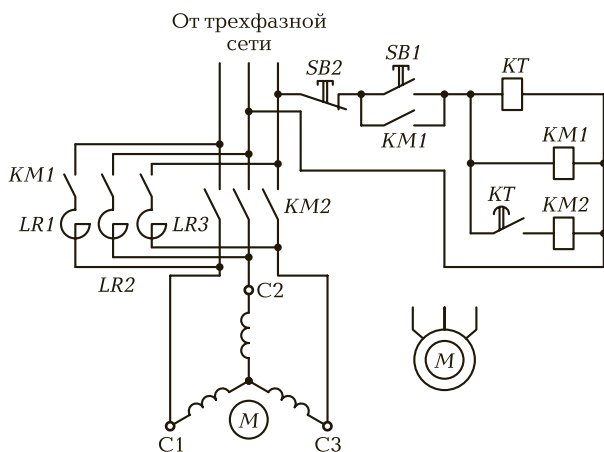 От трехфазной
сети
SB2
SB1
KT
KM1
KM1
KM1
LR1
LR3
KM2
KT
KM2
LR2
C2
M
M
C1
C3